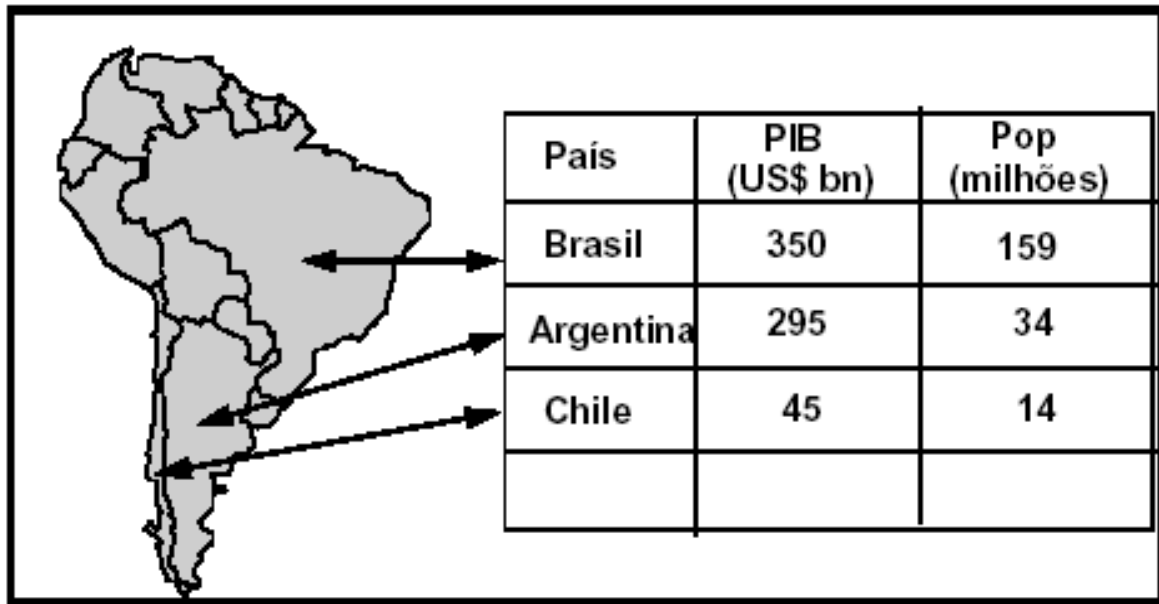 País PIB Pop
(US$ bn) (milhões)
Brasil 350 159
Argentina 295 34
Chile 45 14